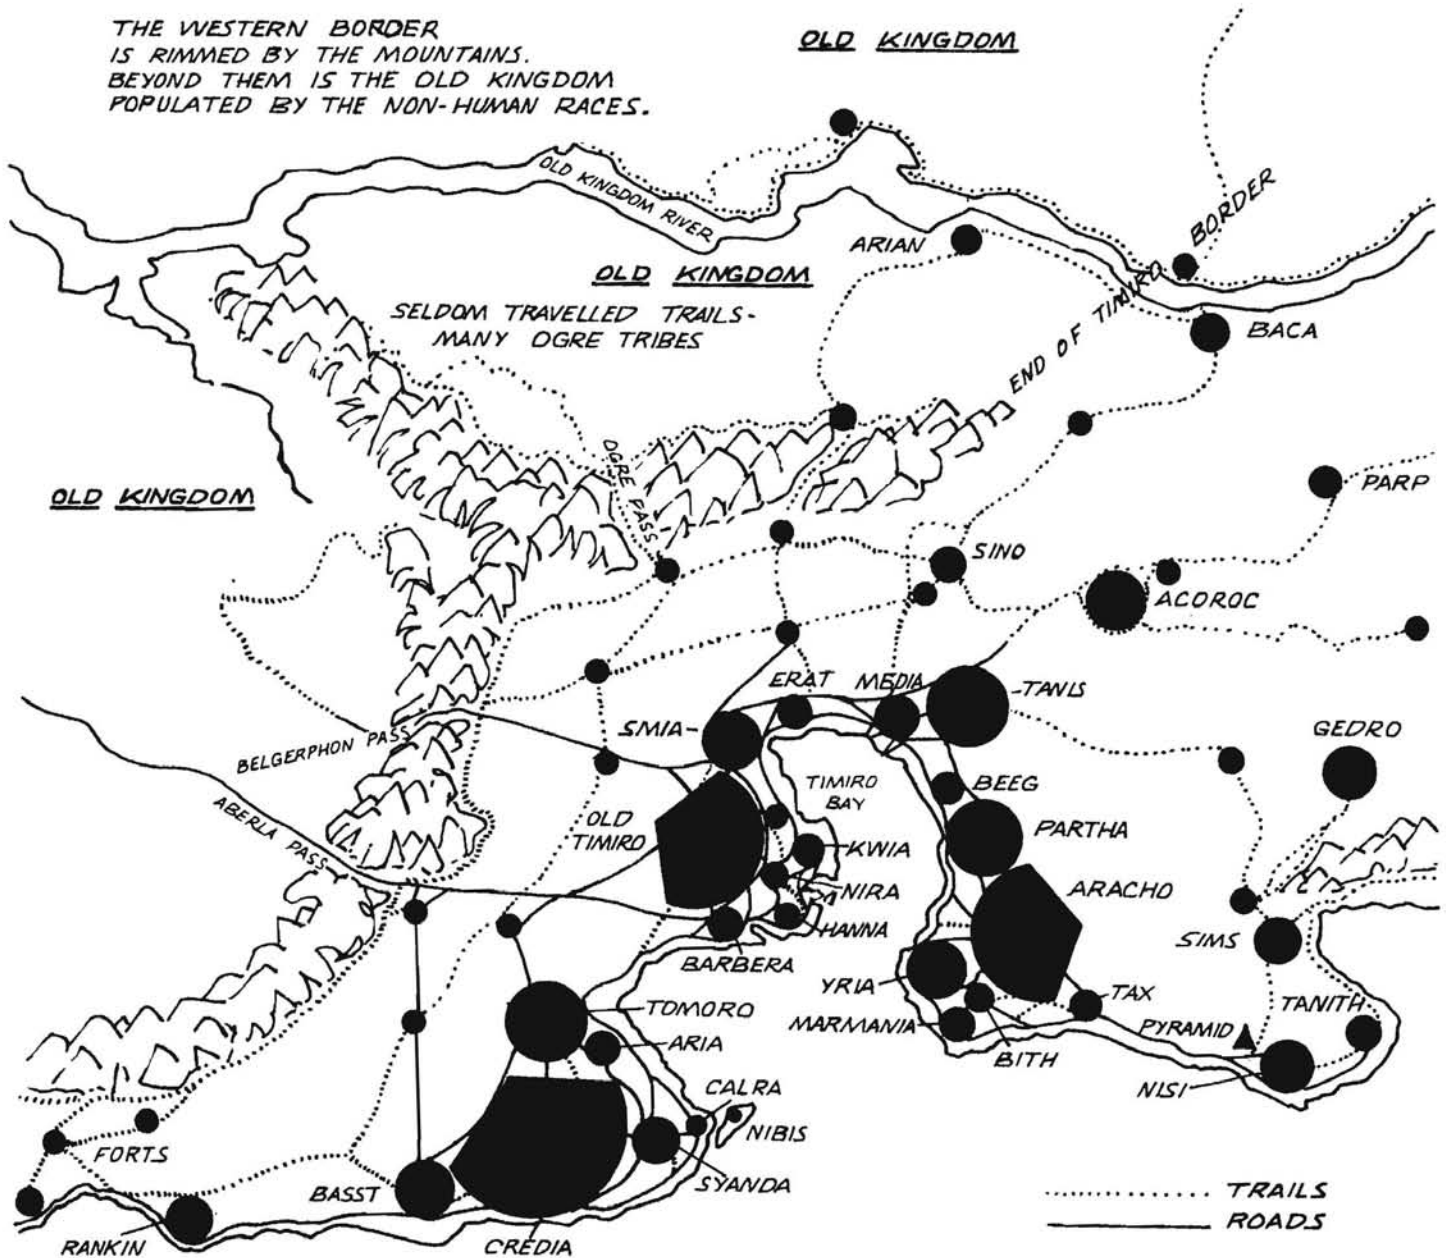 THE WESTERN BORDER
IS RIMMED BY THE MOUNTAINS.
BEYOND THEM IS THE OLD KINGDOM
POPULATED BY THE NON-HUMAN RACES.
OLD KINGDOM
OLD KINGDOM RIVER
ARIAN
BORDER
OLD KINGDOM
SELDOM TRAVELLED TRAILS-
MANY OGRE TRIBES
END OF TIMIRO
BACA
OGRE PASS
OLD KINGDOM
PARP
SINO
ACOROC
ERAT
MEDIA
TANIS
SMIA
GEDRO
BELGERPHON PASS
TIMIRO
BAY
BEEG
ABERLA PASS
OLD
TIMIRO
PARTHA
KWIA
NIRA
ARACHO
HANNA
SIMS
BARBERA
YRIA
TOMORO
MARMANIA
TAX
TANITH
PYRAMID
ARIA
BITH
CALRA
NISI
NIBIS
FORTS
SYANDA
BASST
TRAILS
ROADS
RANKIN
CREDIA